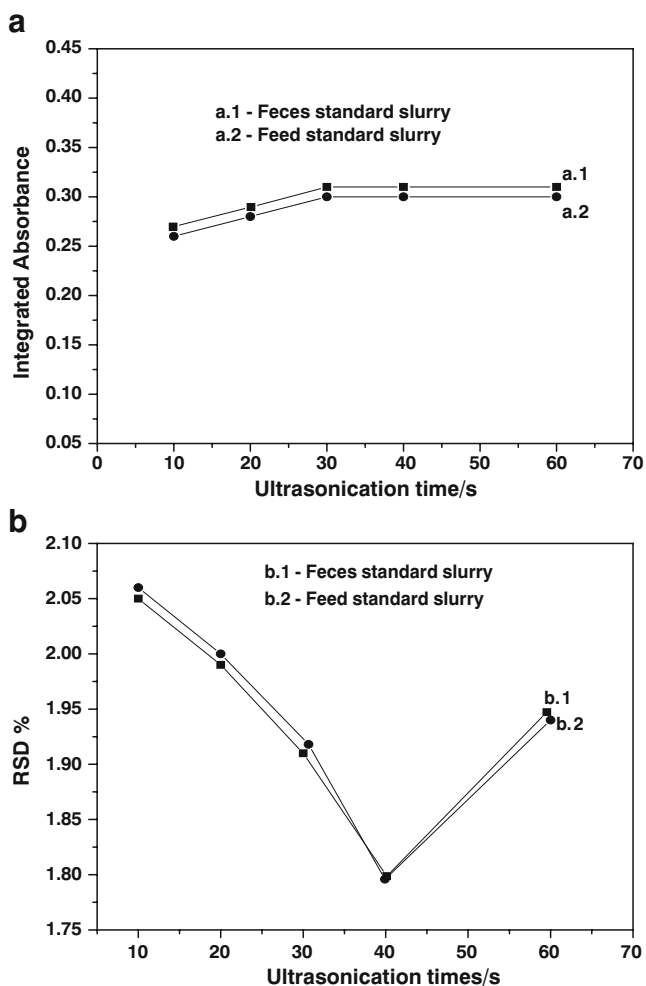 a
0.45
0.40
0.35
0.30
0.25
0.20
0.15
0.10
0.05
Integrated Absorbance
a.1 - Feces standard slurry
a.2 - Feed standard slurry
a.1
a.2
0 10 20 30 40 50 60 70
Ultrasonication time/s
b
2.10
2.05
2.00
1.95
1.90
1.85
1.80
1.75
RSD %
b.1 - Feces standard slurry
b.2 - Feed standard slurry
b.1
b.2
10 20 30 40 50 60 70
Ultrasonication times/s